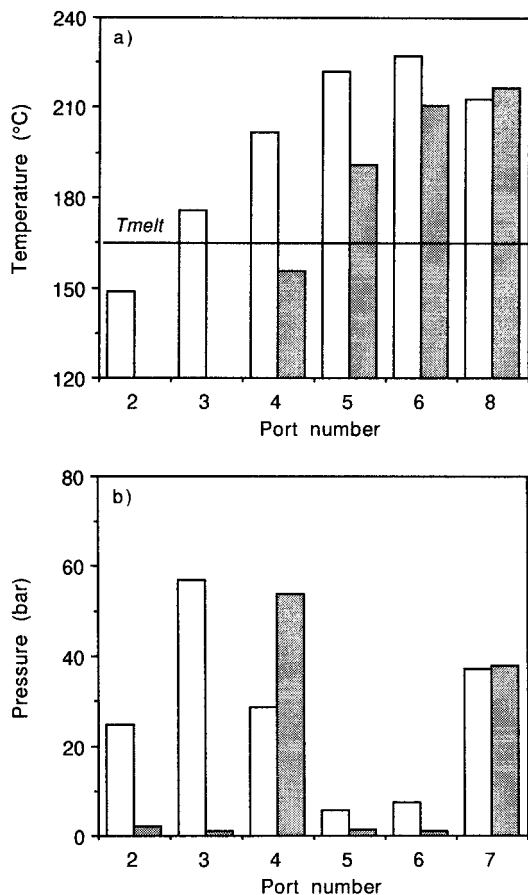 a)
Temperature (°C)
240
210
180
150
120
Tmelt
2 3 4 5 6 8
Port number
b)
Pressure (bar)
80
60
40
20
0
2 3 4 5 6 7
Port number